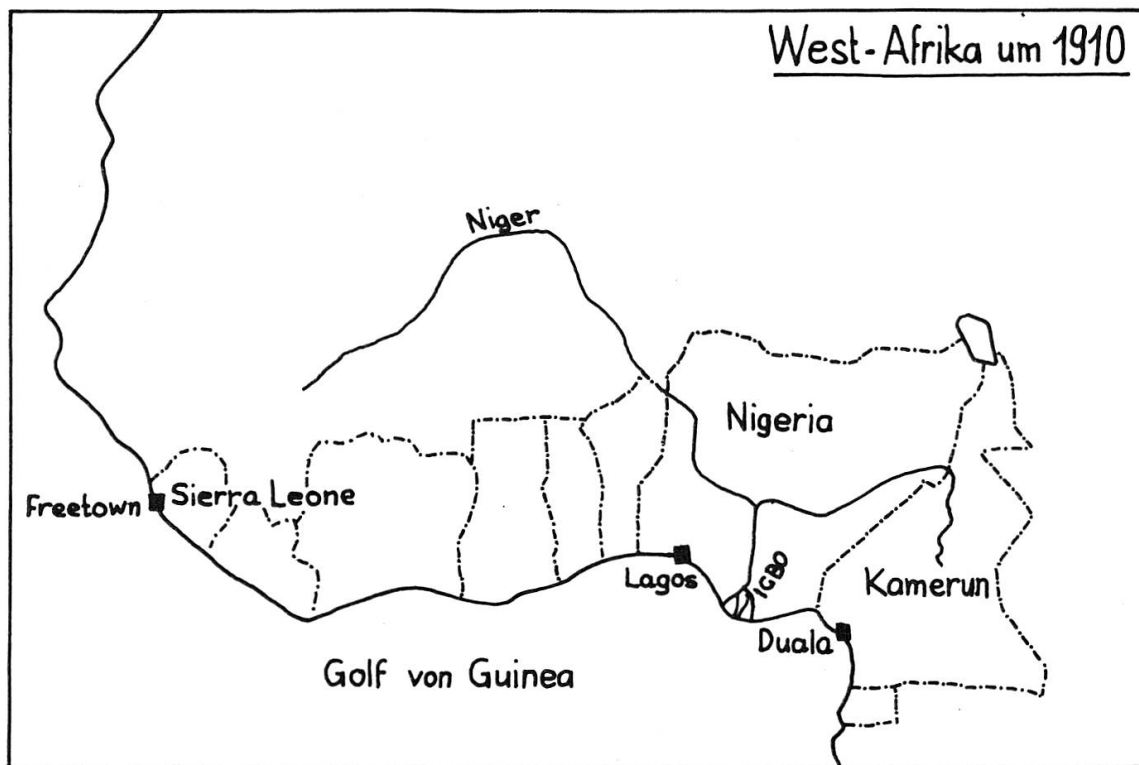 West-Afrika um 1910
Niger
Nigeria
Sierra Leone
Freetown
Lagos
IGBO
Kamerun
Duala
Golf von Guinea